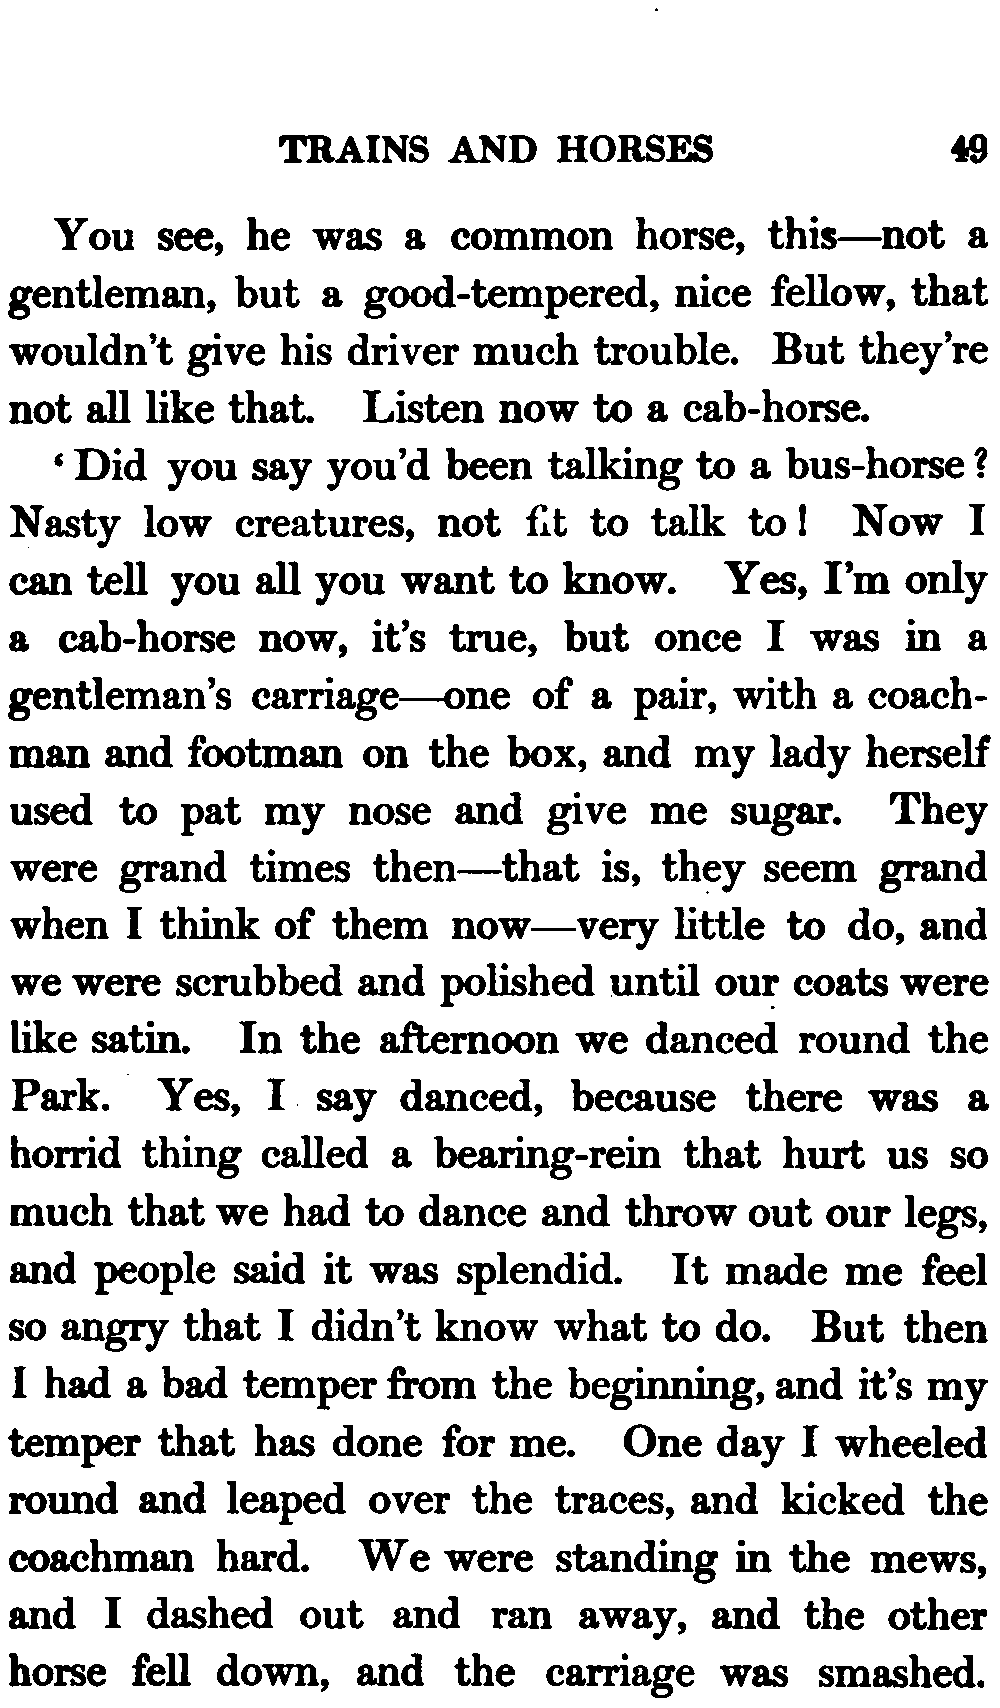 TRAINS AND HORSES 49
You see, he was a common horse, this—not a
gentleman, but a good-tempered, nice fellow, that
wouldn't give his driver much trouble. But they're
not all like that. Listen now to a cab-horse.
‘Did you say you'd been talking to a bus-horse?
Nasty low creatures, not fit to talk to! Now I
can tell you all you want to know. Yes, I'm only
a cab-horse now, it's true, but once I was in a
gentleman's carriage—one of a pair, with a coach-
man and footman on the box, and my lady herself
used to pat my nose and give me sugar. They
were grand times then—that is, they seem grand
when I think of them now—very little to do, and
we were scrubbed and polished until our coats were
like satin. In the afternoon we danced round the
Park. Yes, I say danced, because there was a
horrid thing called a bearing-rein that hurt us so
much that we had to dance and throw out our legs,
and people said it was splendid. It made me feel
so angry that I didn't know what to do. But then
I had a bad temper from the beginning, and it's my
temper that has done for me. One day I wheeled
round and leaped over the traces, and kicked the
coachman hard. We were standing in the mews,
and I dashed out and ran away, and the other
horse fell down, and the carriage was smashed.